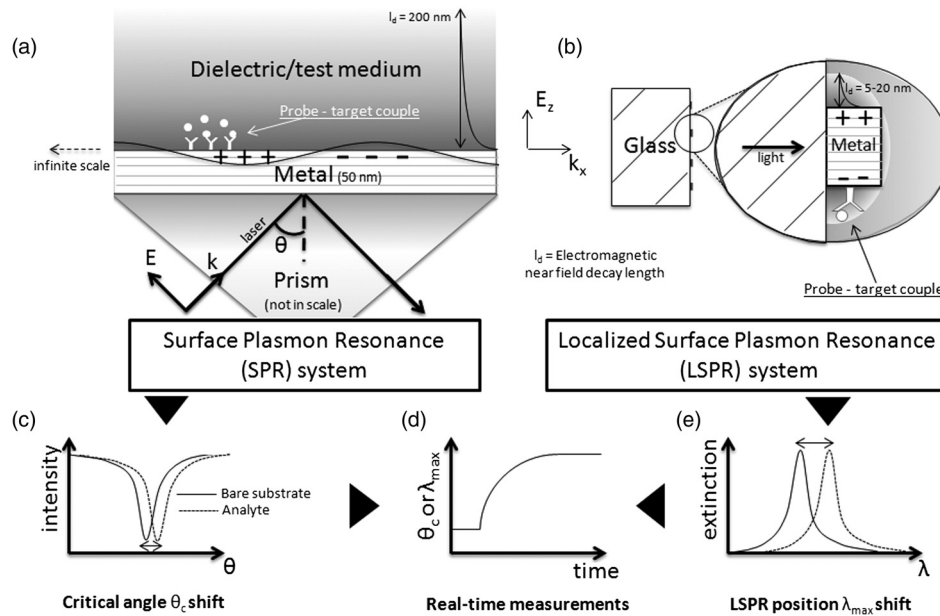 (a)
l_d = 200 nm
Dielectric/test medium
Probe - target couple
+ + +
- - -
infinite scale
Metal (50 nm)
laser
θ
E
k
Prism
(not in scale)
Surface Plasmon Resonance
(SPR) system
(b)
E_z
k_x
Glass
light
l_d = 5-20 nm
+ +
Metal
- -
l_d = Electromagnetic
near field decay length
Probe - target couple
Localized Surface Plasmon Resonance
(LSPR) system
(c)
intensity
Bare substrate
Analyte
θ
Critical angle θ_c shift
(d)
θ_c or λ_max
time
Real-time measurements
(e)
extinction
λ
LSPR position λ_max shift